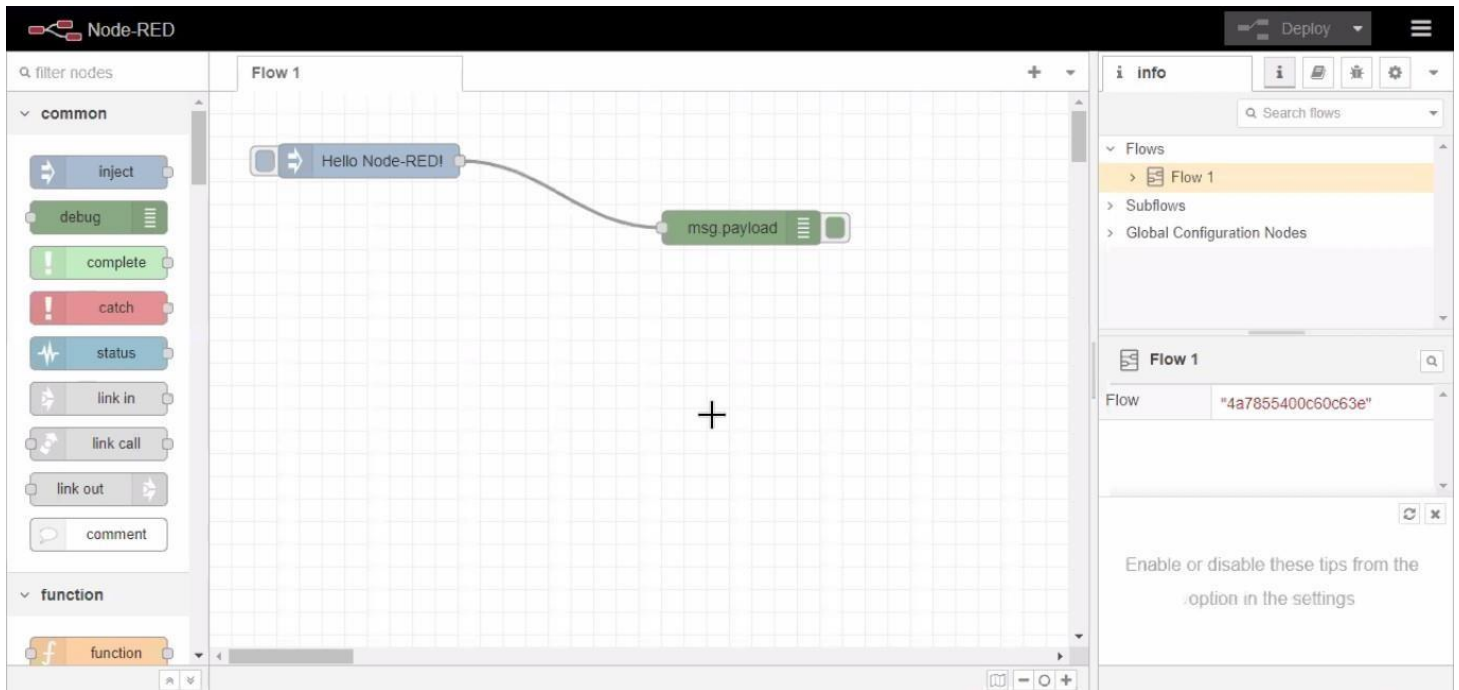 Node-RED
Deploy
filter nodes
Flow 1
i info
i
common
Search flows
inject
Hello Node-RED!
Flows
Flow 1
debug
msg.payload
Subflows
Global Configuration Nodes
complete
catch
status
Flow 1
link in
Flow
"4a7855400c60c63e"
link call
link out
comment
Enable or disable these tips from the
option in the settings
function
function